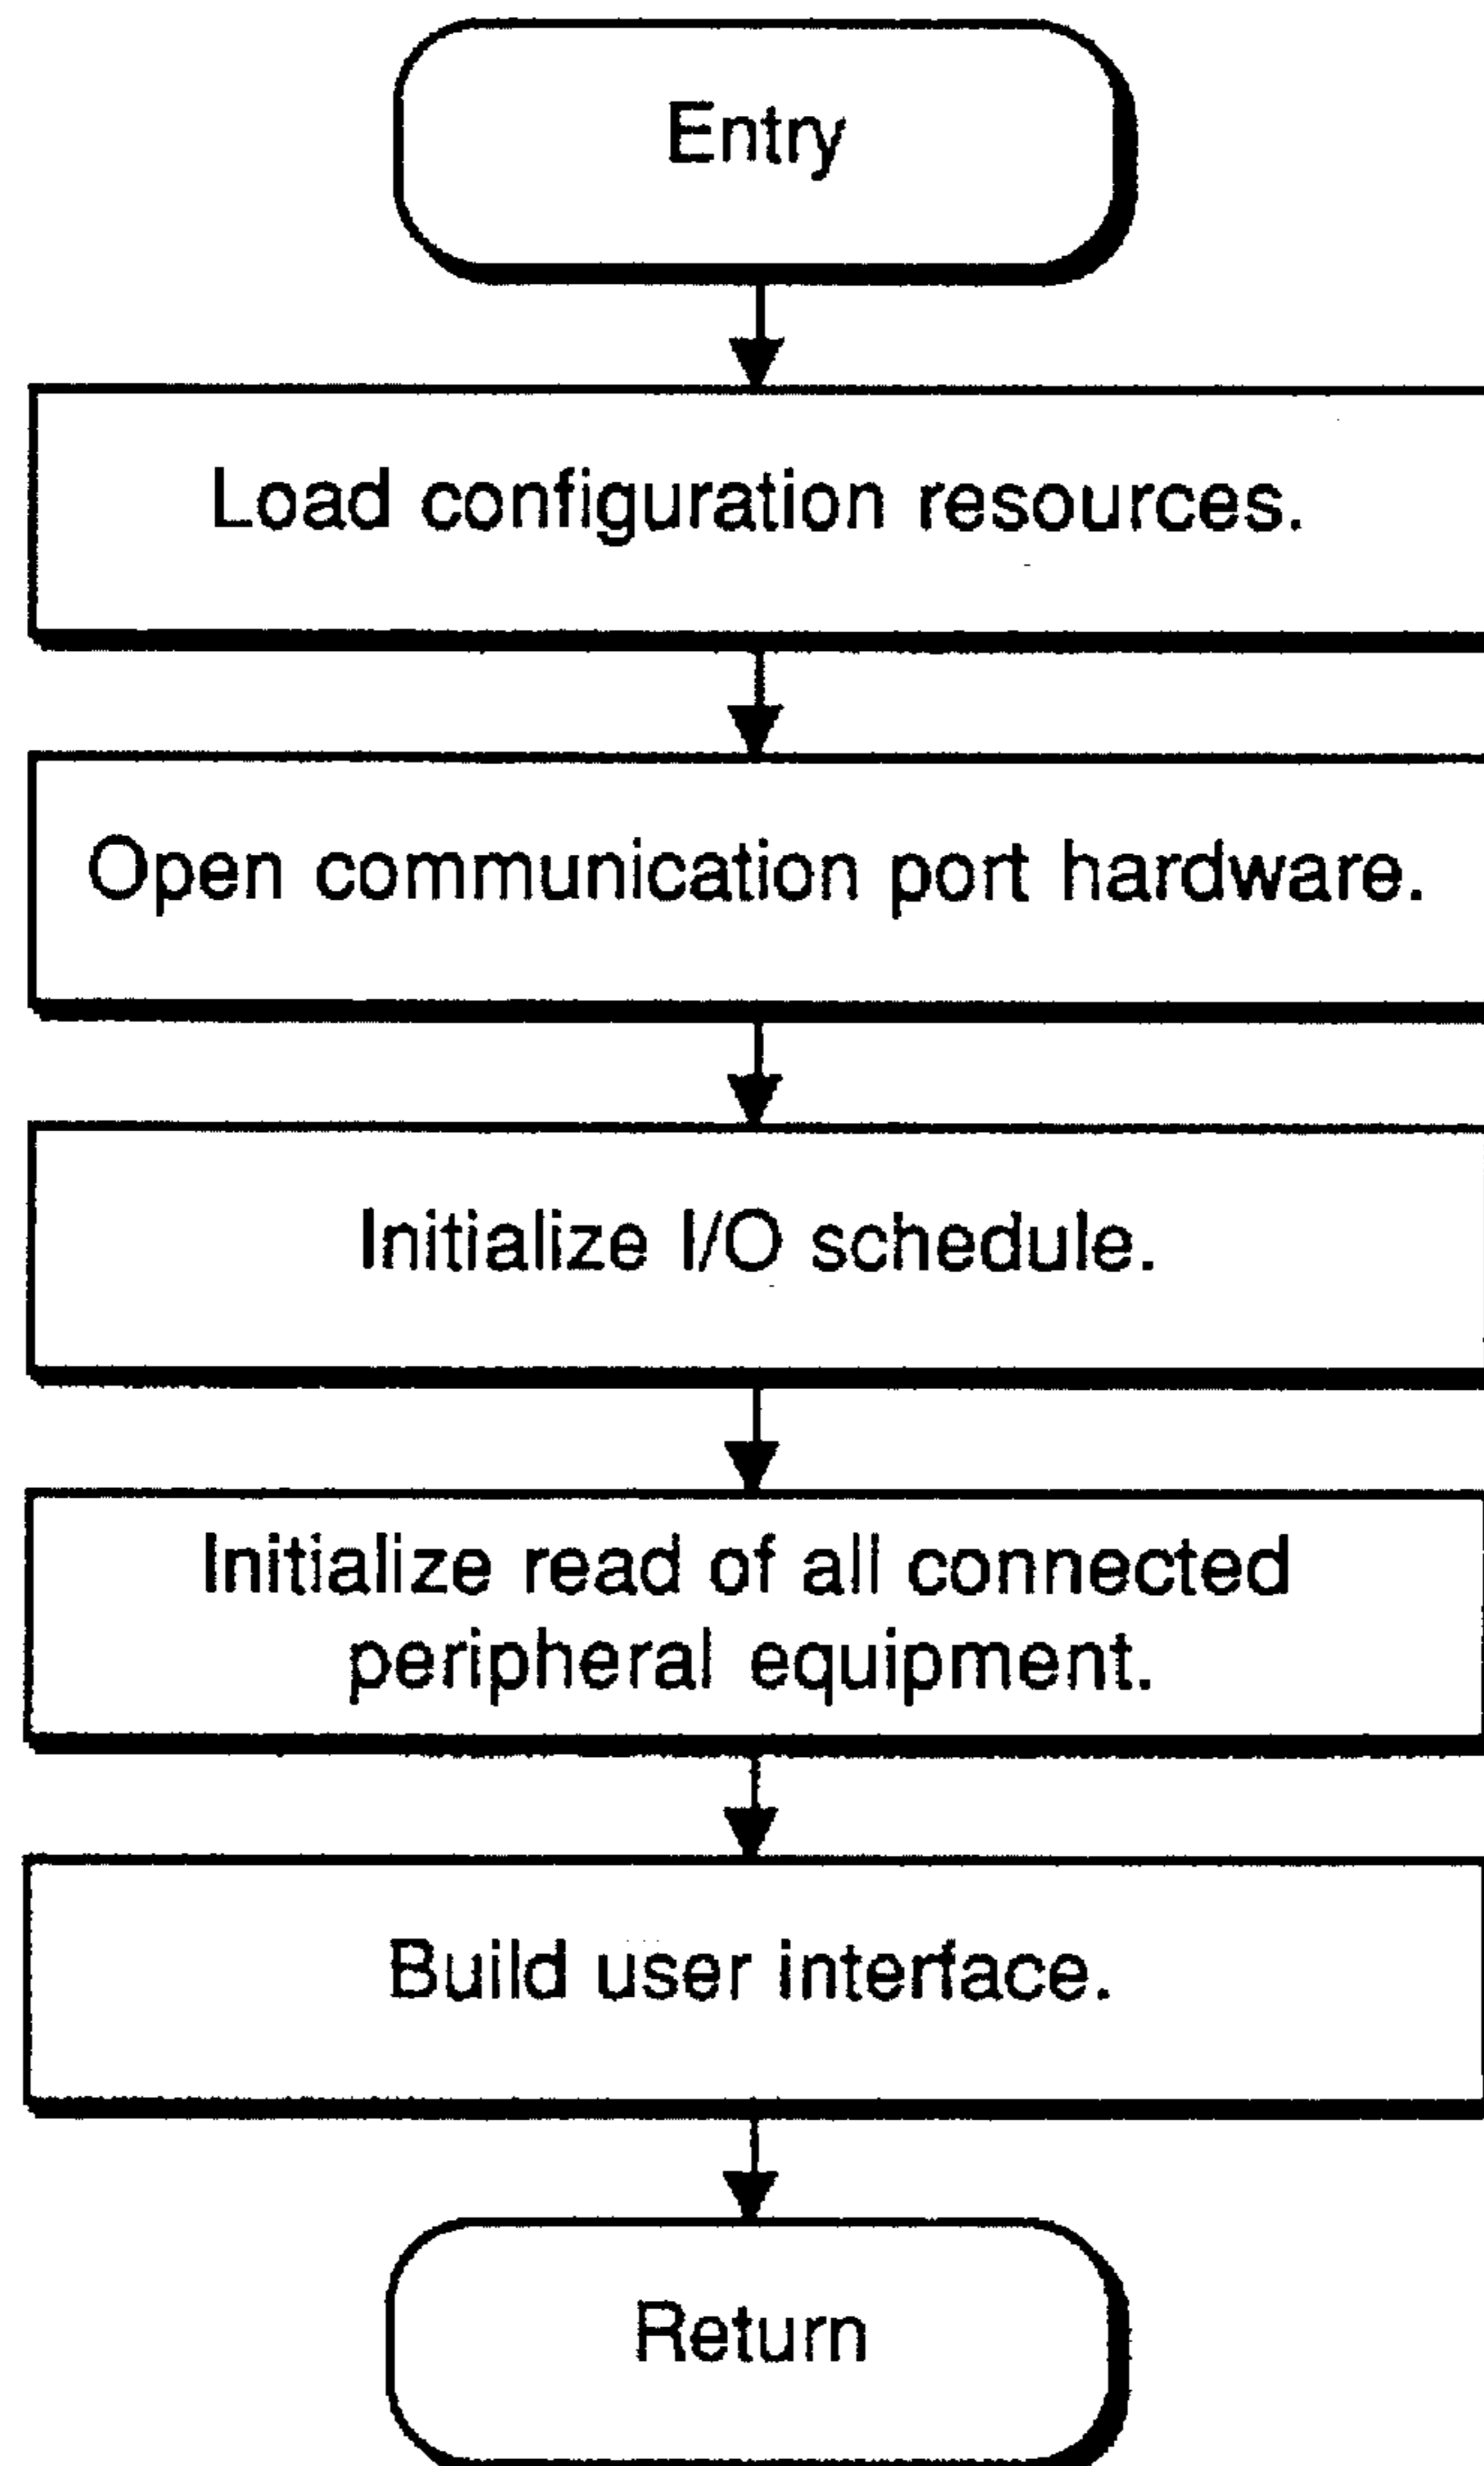 Entry
Load configuration resources.
Open communication port hardware.
Initialize I/O schedule.
Initialize read of all connected
peripheral equipment.
Build user interface.
Return